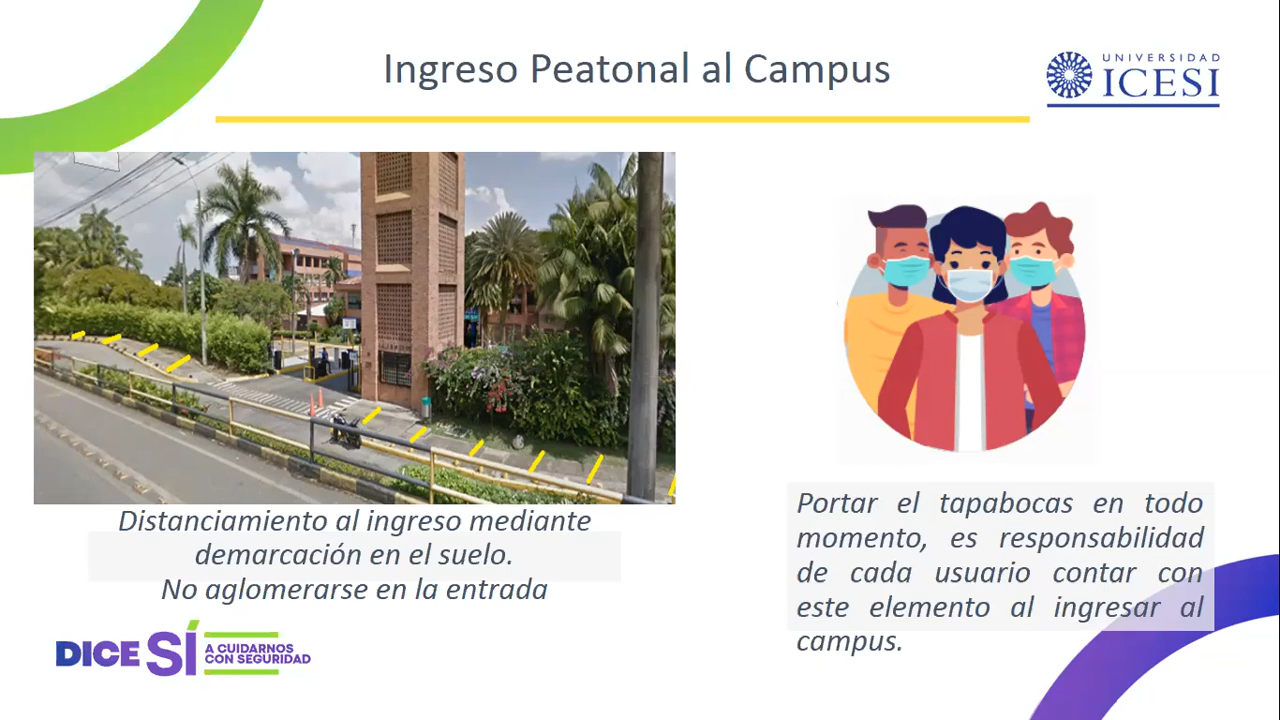 Ingreso Peatonal al Campus
UNIVERSIDAD
ICESI
Distanciamiento al ingreso mediante
demarcación en el suelo.
No aglomerarse en la entrada
Portar el tapabocas en todo
momento, es responsabilidad
de cada usuario contar con
este elemento al ingresar al
campus.
DICE SÍ
A CUIDARNOS
CON SEGURIDAD